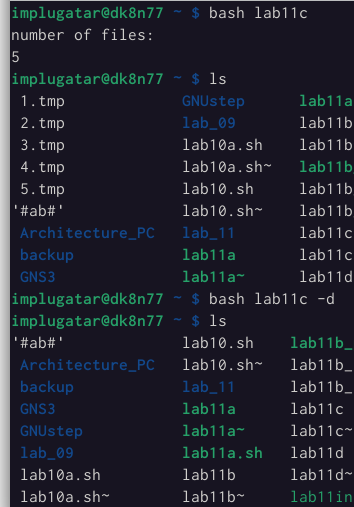 implugatar@dk8n77 ~ $ bash lab11c
number of files:
5
implugatar@dk8n77 ~ $ ls
1.tmp GNUstep lab11a
2.tmp lab_09 lab11b
3.tmp lab10a.sh lab11b
4.tmp lab10a.sh~ lab11b
5.tmp lab10.sh lab11b
'#ab#' lab10.sh~ lab11b
Architecture_PC lab_11 lab11c
backup lab11a lab11c
GNS3 lab11a~ lab11d
implugatar@dk8n77 ~ $ bash lab11c -d
implugatar@dk8n77 ~ $ ls
'#ab#' lab10.sh lab11b_
Architecture_PC lab10.sh~ lab11b_
backup lab_11 lab11b_
GNS3 lab11a lab11c
GNUstep lab11a~ lab11c~
lab_09 lab11a.sh lab11d
lab10a.sh lab11b lab11d~
lab10a.sh~ lab11b~ lab11in